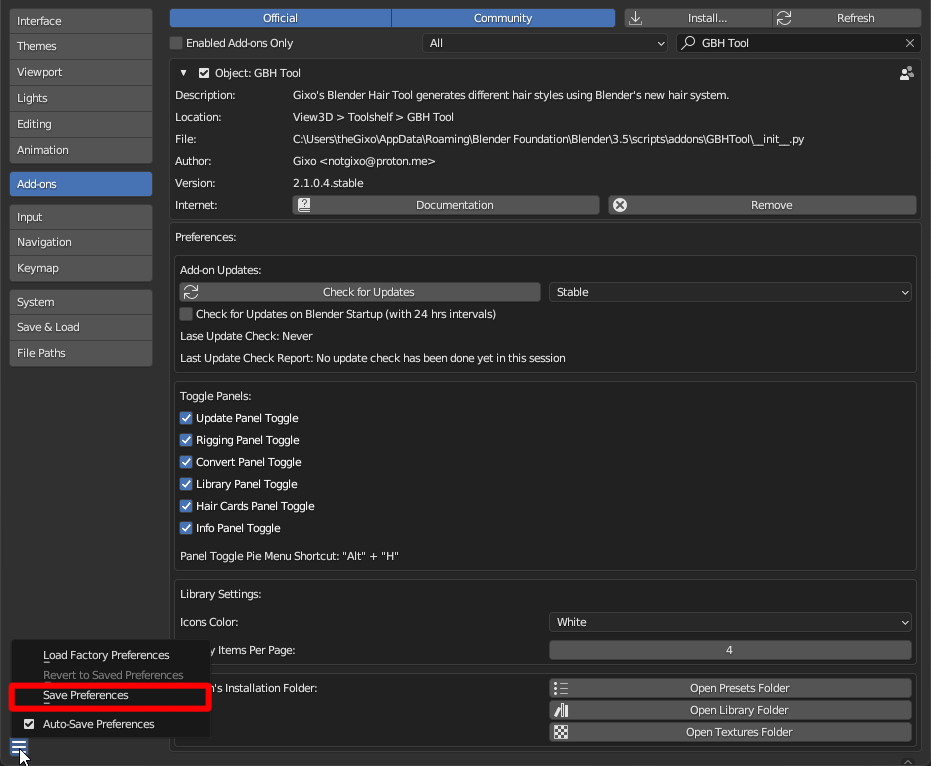 Interface
Themes
Viewport
Lights
Editing
Animation
Add-ons
Input
Navigation
Keymap
System
Save & Load
File Paths
Official Community Install... Refresh
Enabled Add-ons Only All GBH Tool
Object: GBH Tool
Description: Gixo's Blender Hair Tool generates different hair styles using Blender's new hair system.
Location: View3D > Toolshelf > GBH Tool
File: C:\Users\theGixo\AppData\Roaming\Blender Foundation\Blender\3.5\scripts\addons\GBHTool\__init__.py
Author: Gixo <notgixo@proton.me>
Version: 2.1.0.4.stable
Internet: Documentation Remove
Preferences:
Add-on Updates:
Check for Updates Stable
Check for Updates on Blender Startup (with 24 hrs intervals)
Lase Update Check: Never
Last Update Check Report: No update check has been done yet in this session
Toggle Panels:
Update Panel Toggle
Rigging Panel Toggle
Convert Panel Toggle
Library Panel Toggle
Hair Cards Panel Toggle
Info Panel Toggle
Panel Toggle Pie Menu Shortcut: "Alt" + "H"
Library Settings:
Icons Color: White
y Items Per Page: 4
's Installation Folder: Open Presets Folder
Open Library Folder
Open Textures Folder
Load Factory Preferences
Revert to Saved Preferences
Save Preferences
Auto-Save Preferences